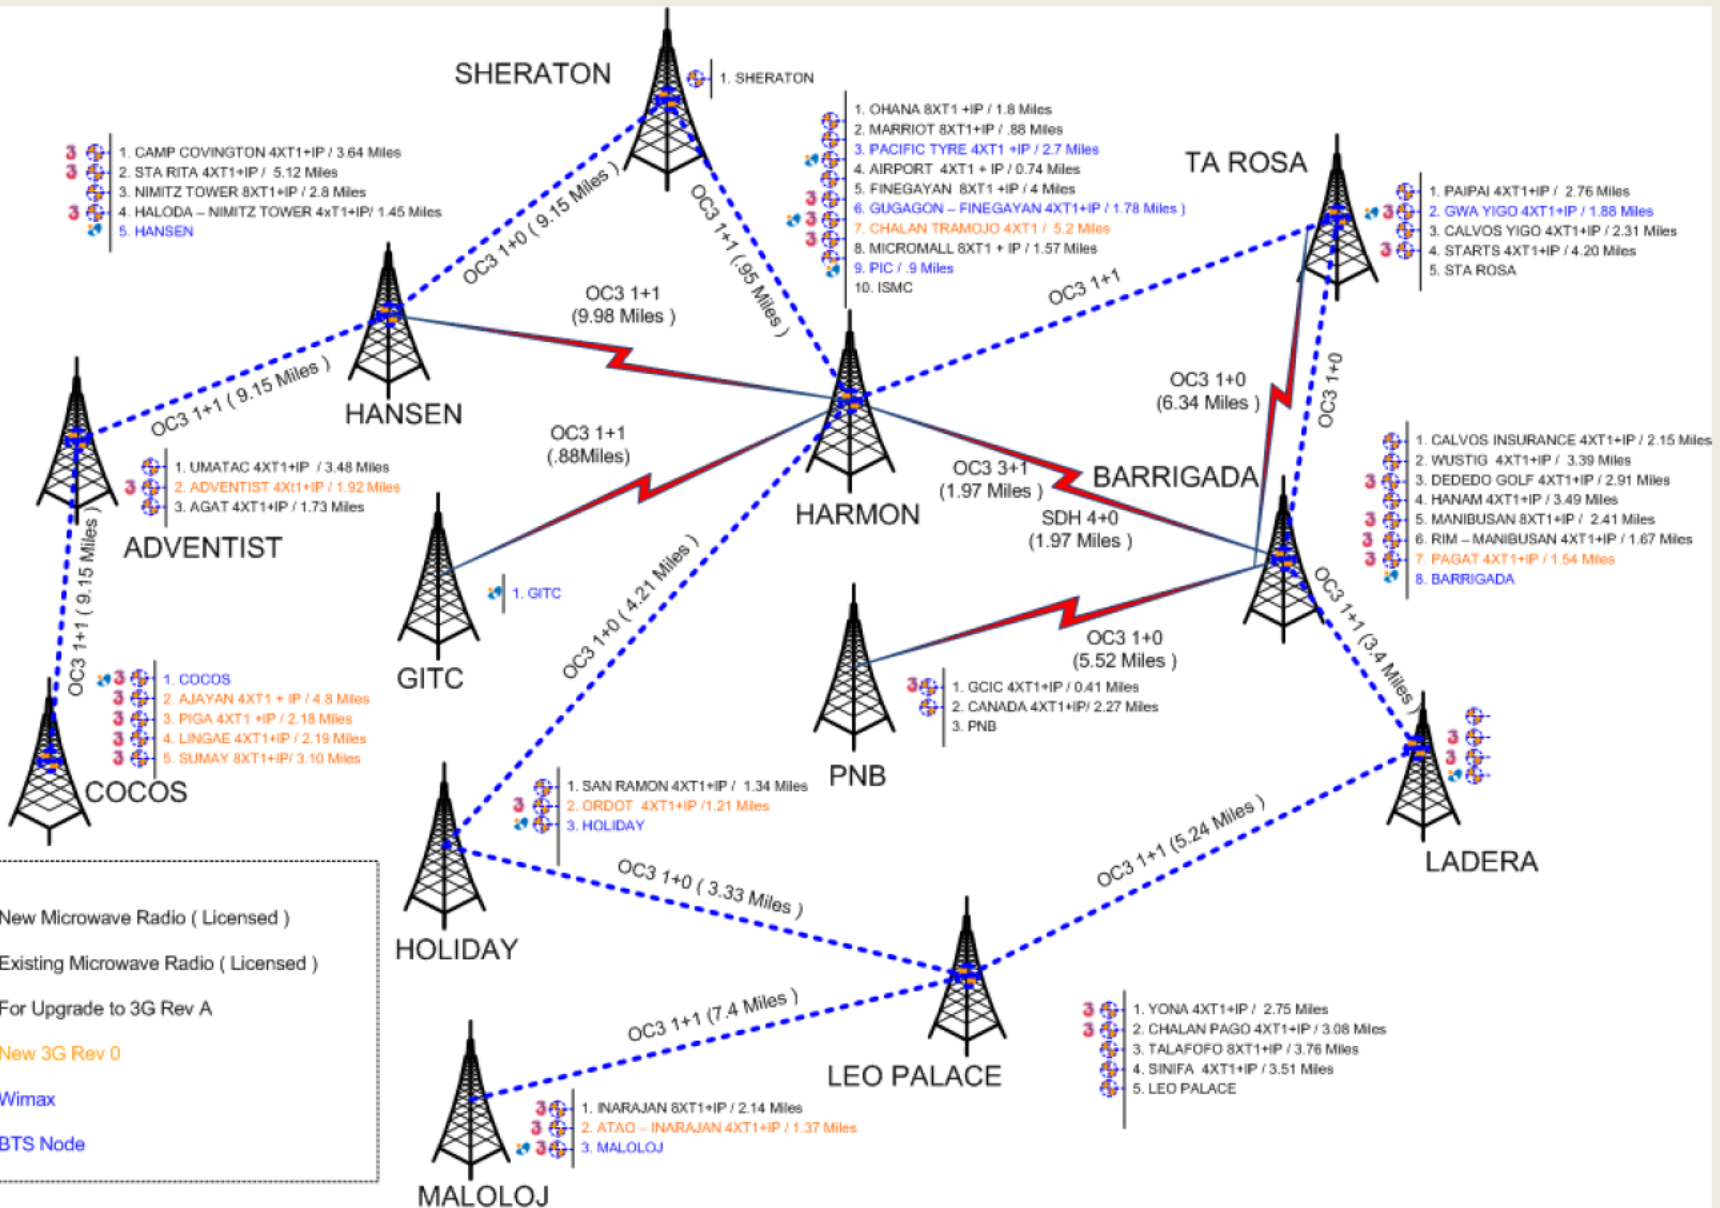 SHERATON
1. SHERATON
1. CAMP COVINGTON 4XT1+IP / 3.64 Miles
2. STA RITA 4XT1+IP / 5.12 Miles
3. NIMITZ TOWER 8XT1+IP / 2.8 Miles
4. HALODA – NIMITZ TOWER 4xT1+IP/ 1.45 Miles
5. HANSEN
1. OHANA 8XT1 +IP / 1.8 Miles
2. MARRIOT 8XT1+IP / .88 Miles
3. PACIFIC TYRE 4XT1 +IP / 2.7 Miles
4. AIRPORT 4XT1 + IP / 0.74 Miles
5. FINEGAYAN 8XT1 +IP / 4 Miles
6. GUGAGON – FINEGAYAN 4XT1+IP / 1.78 Miles )
7. CHALAN TRAMOJO 4XT1 / 5.2 Miles
8. MICROMALL 8XT1 + IP / 1.57 Miles
9. PIC / .9 Miles
10. ISMC
TA ROSA
1. PAIPAI 4XT1+IP / 2.76 Miles
2. GWA YIGO 4XT1+IP / 1.88 Miles
3. CALVOS YIGO 4XT1+IP / 2.31 Miles
4. STARTS 4XT1+IP / 4.20 Miles
5. STA ROSA
OC3 1+0 ( 9.15 Miles )
OC3 1+1 (.95 Miles )
OC3 1+1
(9.98 Miles )
OC3 1+1
OC3 1+0
(6.34 Miles )
OC3 1+0
OC3 1+1 ( 9.15 Miles )
HANSEN
OC3 1+1
(.88Miles)
HARMON
OC3 3+1
(1.97 Miles )
SDH 4+0
(1.97 Miles )
BARRIGADA
1. CALVOS INSURANCE 4XT1+IP / 2.15 Miles
2. WUSTIG 4XT1+IP / 3.39 Miles
3. DEDEDO GOLF 4XT1+IP / 2.91 Miles
4. HANAM 4XT1+IP / 3.49 Miles
5. MANIBUSAN 8XT1+IP / 2.41 Miles
6. RIM – MANIBUSAN 4XT1+IP / 1.67 Miles
7. PAGAT 4XT1+IP / 1.54 Miles
8. BARRIGADA
1. UMATAC 4XT1+IP / 3.48 Miles
2. ADVENTIST 4Xt1+IP / 1.92 Miles
3. AGAT 4XT1+IP / 1.73 Miles
ADVENTIST
OC3 1+1 ( 9.15 Miles )
1. GITC
GITC
OC3 1+0 ( 4.21 Miles )
OC3 1+0
(5.52 Miles )
OC3 1+1 (3.4 Miles )
1. GCIC 4XT1+IP / 0.41 Miles
2. CANADA 4XT1+IP/ 2.27 Miles
3. PNB
PNB
1. COCOS
2. AJAYAN 4XT1 + IP / 4.8 Miles
3. PIGA 4XT1 +IP / 2.18 Miles
4. LINGAE 4XT1+IP / 2.19 Miles
5. SUMAY 8XT1+IP/ 3.10 Miles
COCOS
1. SAN RAMON 4XT1+IP / 1.34 Miles
2. ORDOT 4XT1+IP /1.21 Miles
3. HOLIDAY
HOLIDAY
OC3 1+0 ( 3.33 Miles )
OC3 1+1 (5.24 Miles )
LADERA
OC3 1+1 (7.4 Miles )
LEO PALACE
1. YONA 4XT1+IP / 2.75 Miles
2. CHALAN PAGO 4XT1+IP / 3.08 Miles
3. TALAFOFO 8XT1+IP / 3.76 Miles
4. SINIFA 4XT1+IP / 3.51 Miles
5. LEO PALACE
1. INARAJAN 8XT1+IP / 2.14 Miles
2. ATAO – INARAJAN 4XT1+IP / 1.37 Miles
3. MALOLOJ
MALOLOJ
New Microwave Radio ( Licensed )
Existing Microwave Radio ( Licensed )
For Upgrade to 3G Rev A
New 3G Rev 0
Wimax
BTS Node